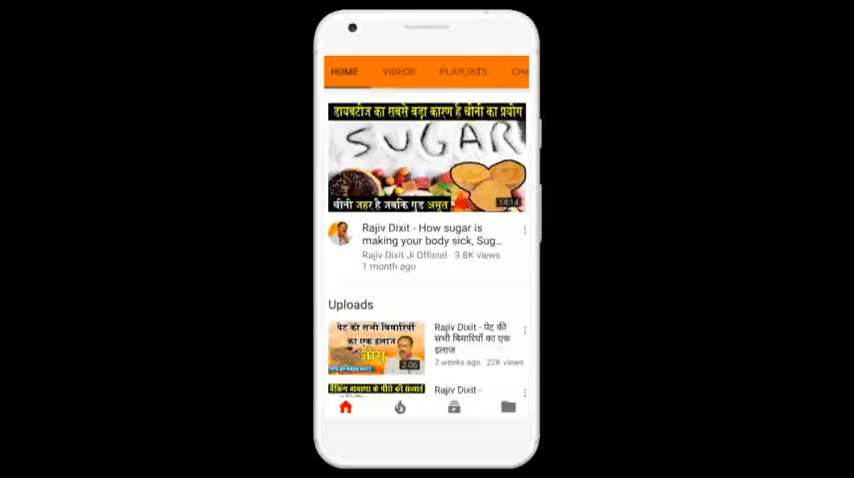 HOME VIDEOS PLAYLISTS CHA
डायबटीज का सबसे बड़ा कारण है चीनी का प्रयोग
SUGAR
चीनी जहर है जबकि गुड़ अमृत
14:14
Rajiv Dixit - How sugar is
making your body sick, Sug...
Rajiv Dixit Ji Official · 3.8K views
1 month ago
Uploads
पेट की सभी बिमारियों
का एक इलाज
जीरा
2:06
Rajiv Dixit - पेट की
सभी बिमारियों का एक
इलाज
2 weeks ago 22K views
के पीछे की सच्चाई
Rajiv Dixit -